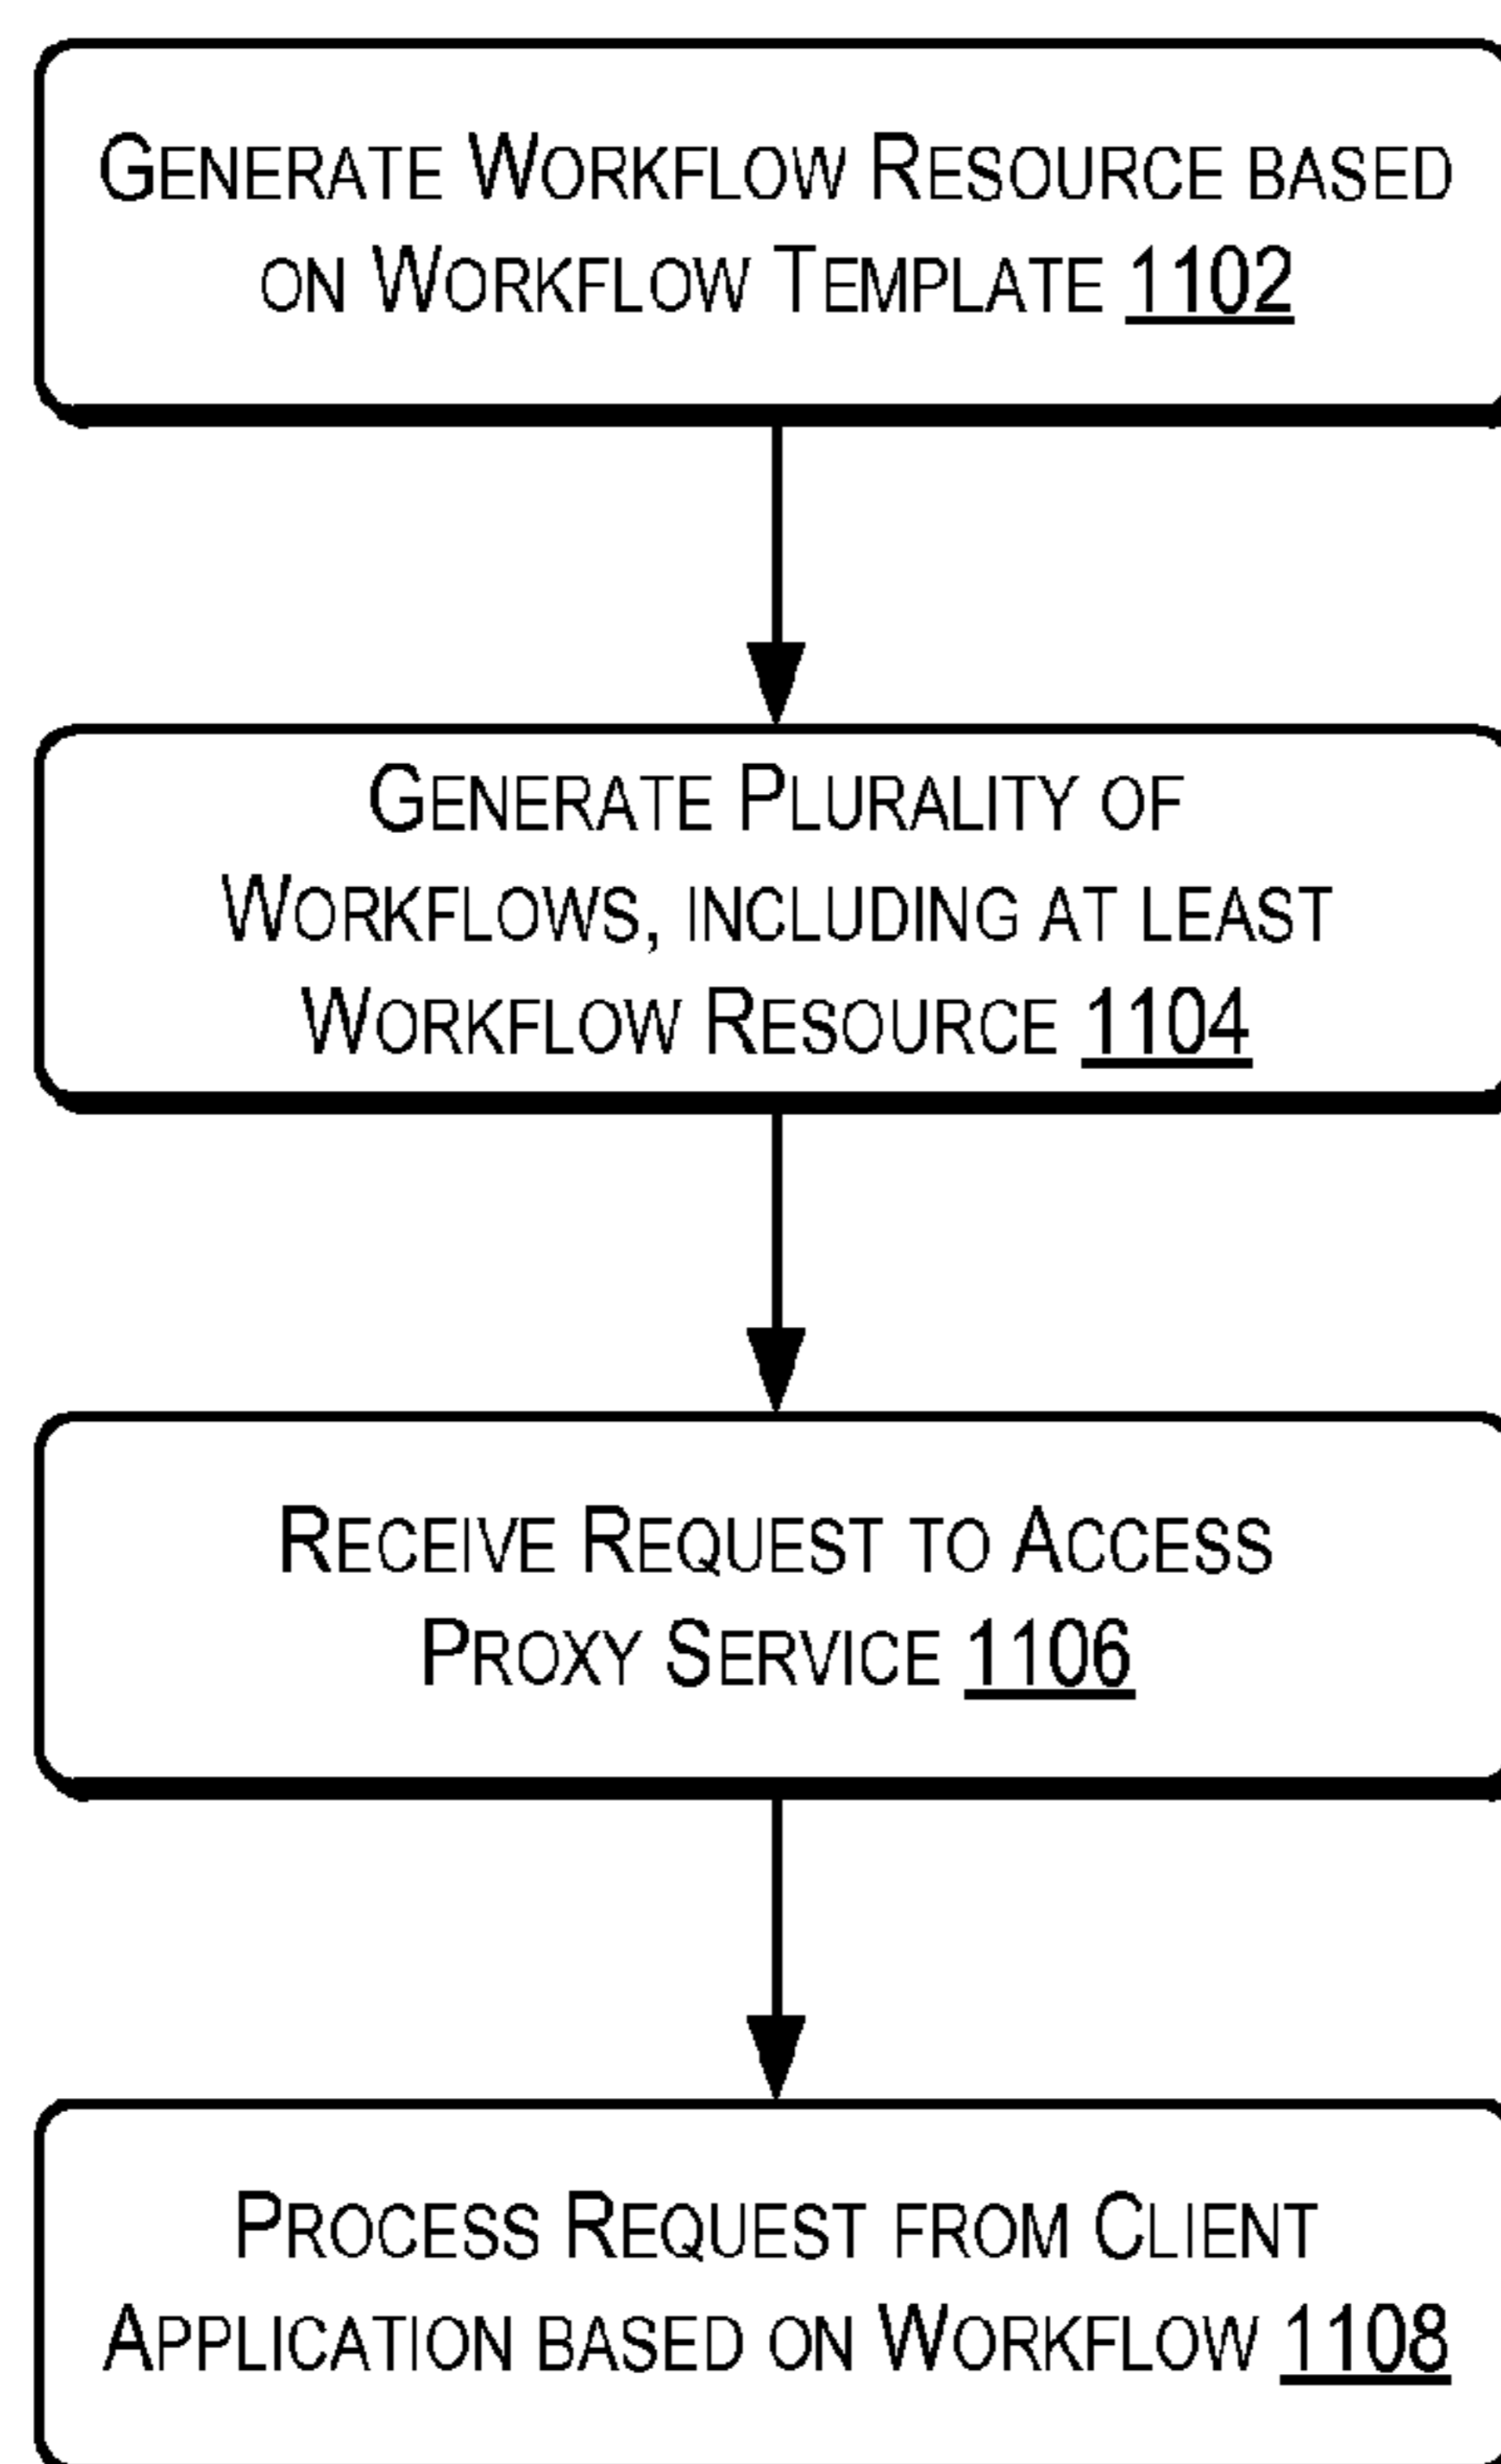 Generate Workflow Resource based
on Workflow Template 1102
Generate Plurality of
Workflows, including at least
Workflow Resource 1104
Receive Request to Access
Proxy Service 1106
Process Request from Client
Application based on Workflow 1108